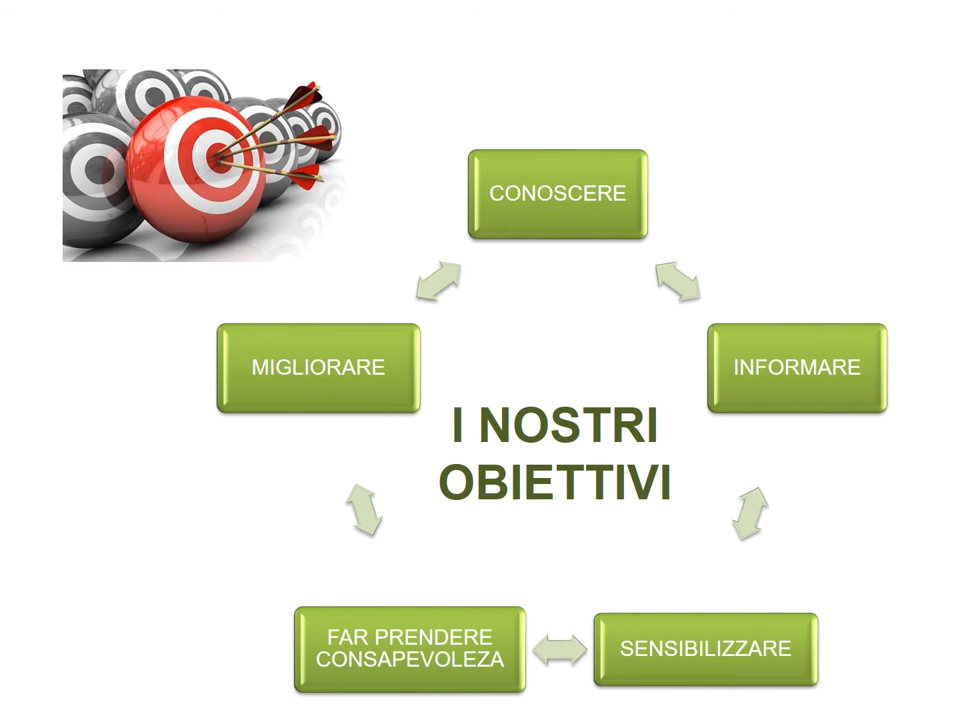 CONOSCERE
MIGLIORARE
INFORMARE
I NOSTRI
OBIETTIVI
FAR PRENDERE
CONSAPEVOLEZA
SENSIBILIZZARE